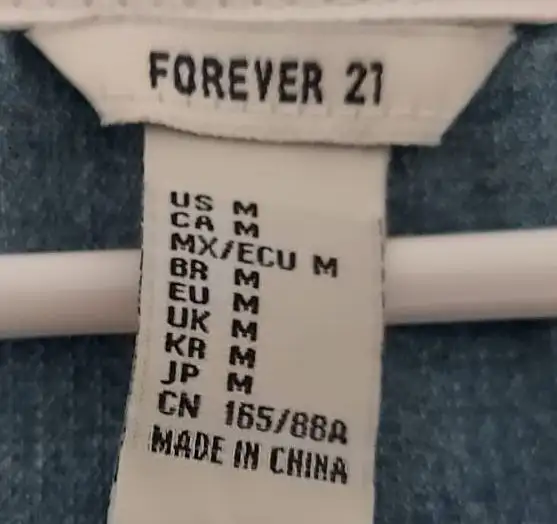 FOREVER 21
US M
CA M
MX/ECU M
BR M
EU M
UK M
KR M
JP M
CN 165/88A
MADE IN CHINA